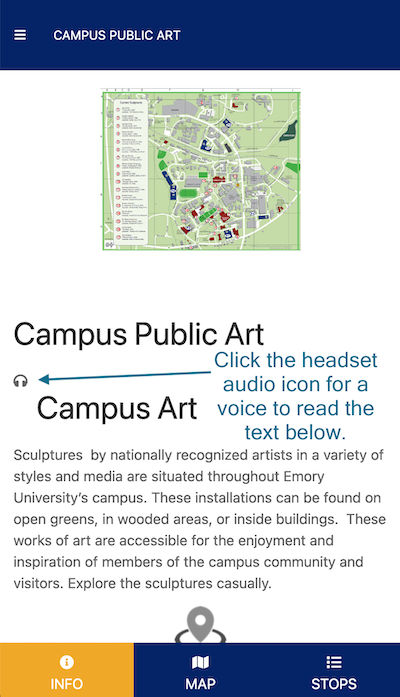 CAMPUS PUBLIC ART
Campus Public Art
Click the headset
audio icon for a
voice to read the
text below.
Campus Art
Sculptures  by nationally recognized artists in a variety of
styles and media are situated throughout Emory
University’s campus. These installations can be found on
open greens, in wooded areas, or inside buildings.  These
works of art are accessible for the enjoyment and
inspiration of members of the campus community and
visitors. Explore the sculptures casually.
INFO
MAP
STOPS